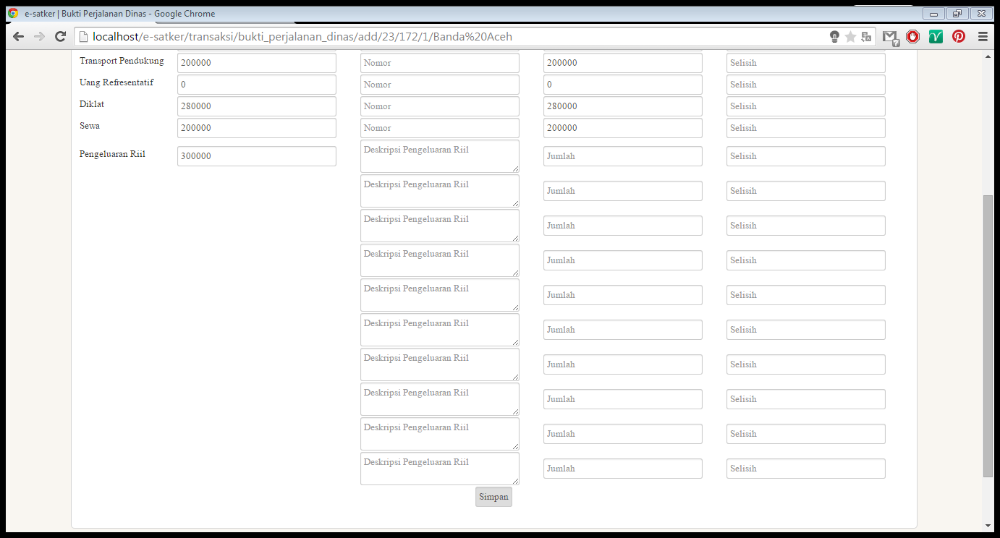 e-satker | Bukti Perjalanan Dinas - Google Chrome
localhost/e-satker/transaksi/bukti_perjalanan_dinas/add/23/172/1/Banda%20Aceh
Transport Pendukung 200000 Nomor 200000 Selisih
Uang Refresentatif 0 Nomor 0 Selisih
Diklat 280000 Nomor 280000 Selisih
Sewa 200000 Nomor 200000 Selisih
Pengeluaran Riil 300000 Deskripsi Pengeluaran Riil Jumlah Selisih
Deskripsi Pengeluaran Riil Jumlah Selisih
Deskripsi Pengeluaran Riil Jumlah Selisih
Deskripsi Pengeluaran Riil Jumlah Selisih
Deskripsi Pengeluaran Riil Jumlah Selisih
Deskripsi Pengeluaran Riil Jumlah Selisih
Deskripsi Pengeluaran Riil Jumlah Selisih
Deskripsi Pengeluaran Riil Jumlah Selisih
Deskripsi Pengeluaran Riil Jumlah Selisih
Deskripsi Pengeluaran Riil Jumlah Selisih
Simpan